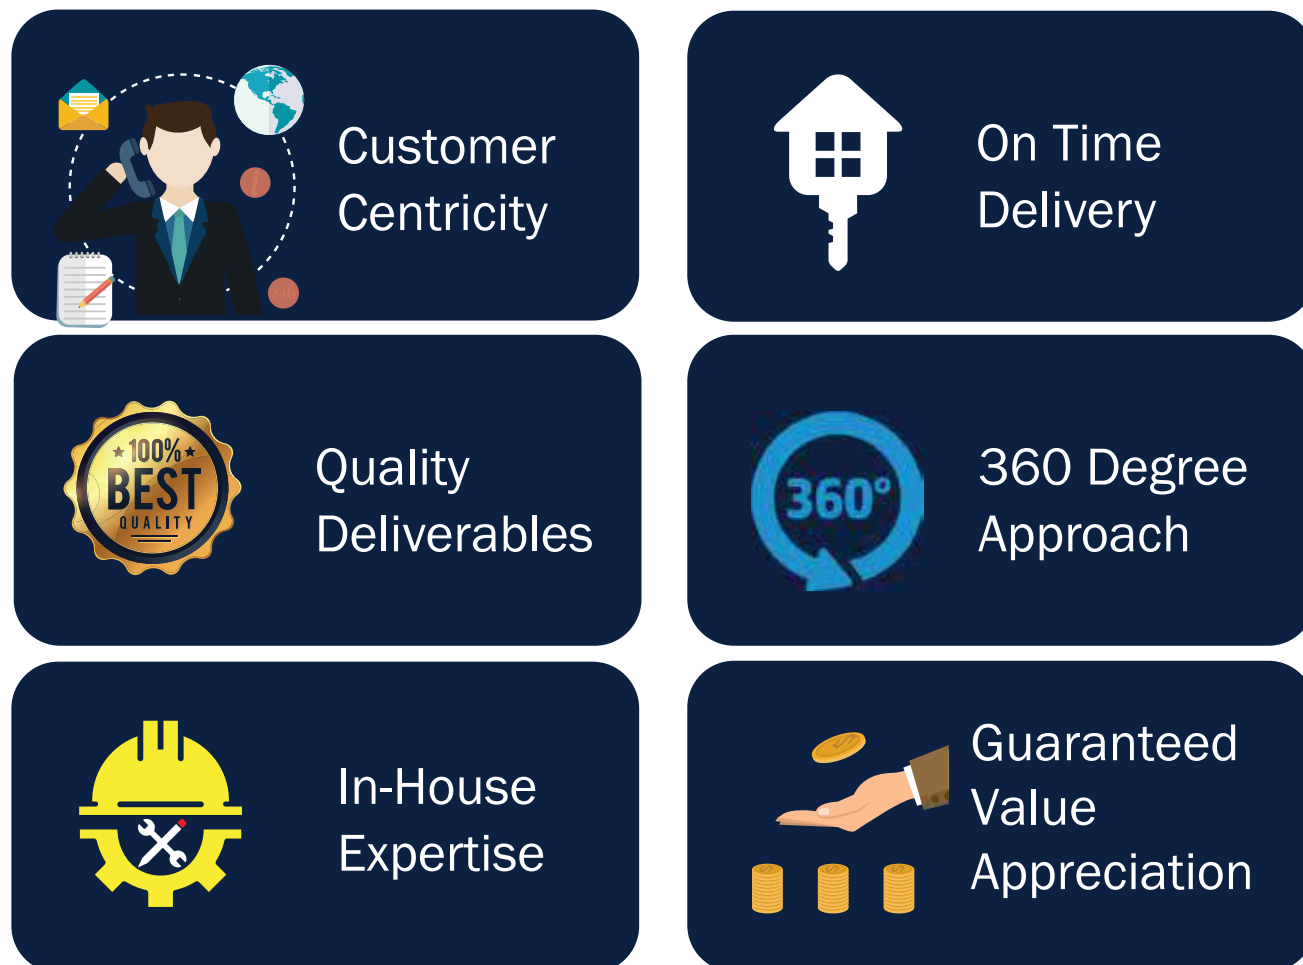 Customer
Centricity
i
24h
On Time
Delivery
100%
BEST
QUALITY
Quality
Deliverables
360°
360 Degree
Approach
In-House
Expertise
Guaranteed
Value
Appreciation